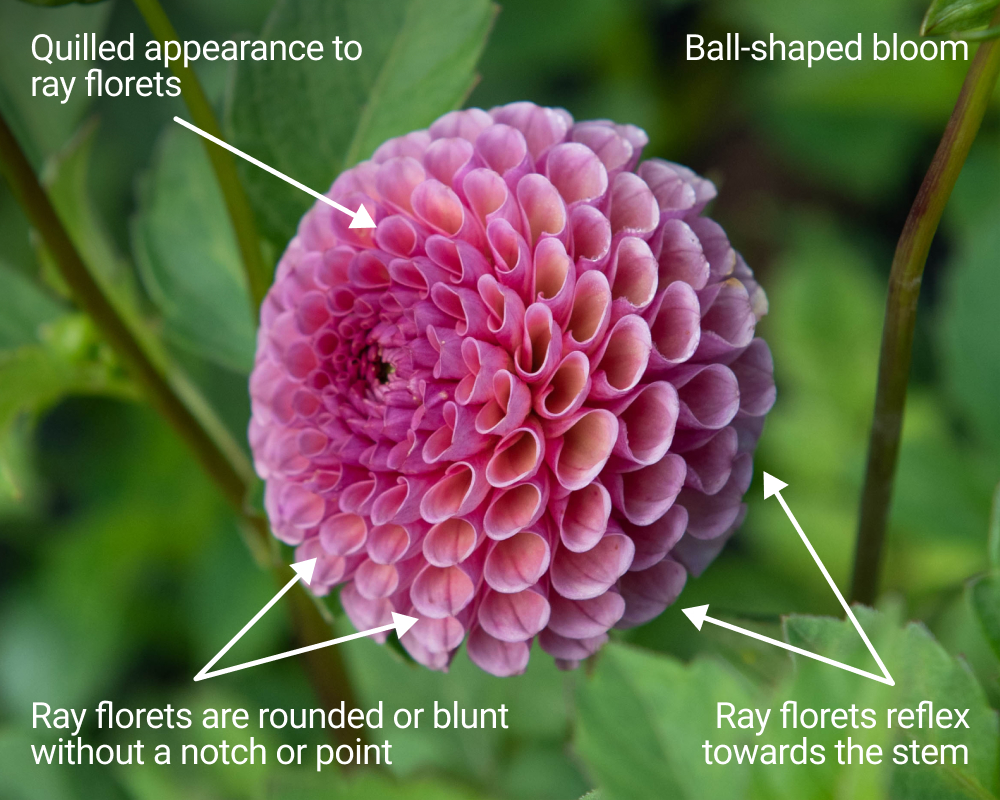 Quilled appearance to
ray florets
Ball-shaped bloom
Ray florets are rounded or blunt
without a notch or point
Ray florets reflex
towards the stem